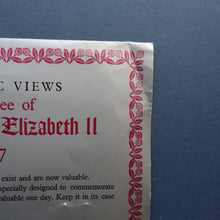 C VIEWS
ee of
Elizabeth II
7
exist and are now valuable.
specially designed to commemorate
valuable one day. Keep it in its case